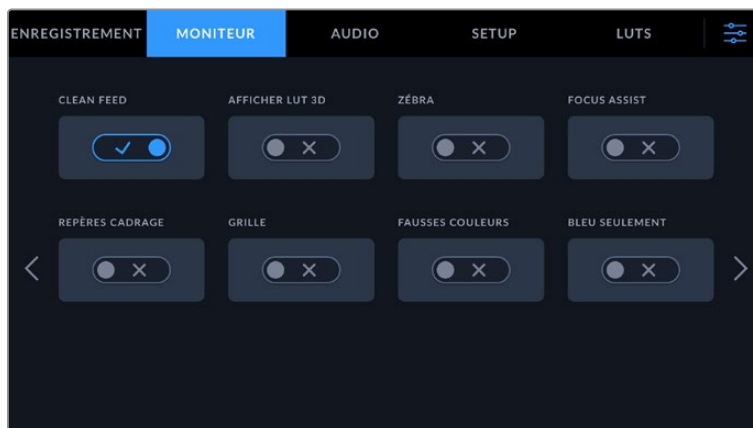 ENREGISTREMENT MONITEUR AUDIO SETUP LUTS
CLEAN FEED AFFICHER LUT 3D ZÉBRA FOCUS ASSIST
REPÈRES CADRAGE GRILLE FAUSSES COULEURS BLEU SEULEMENT